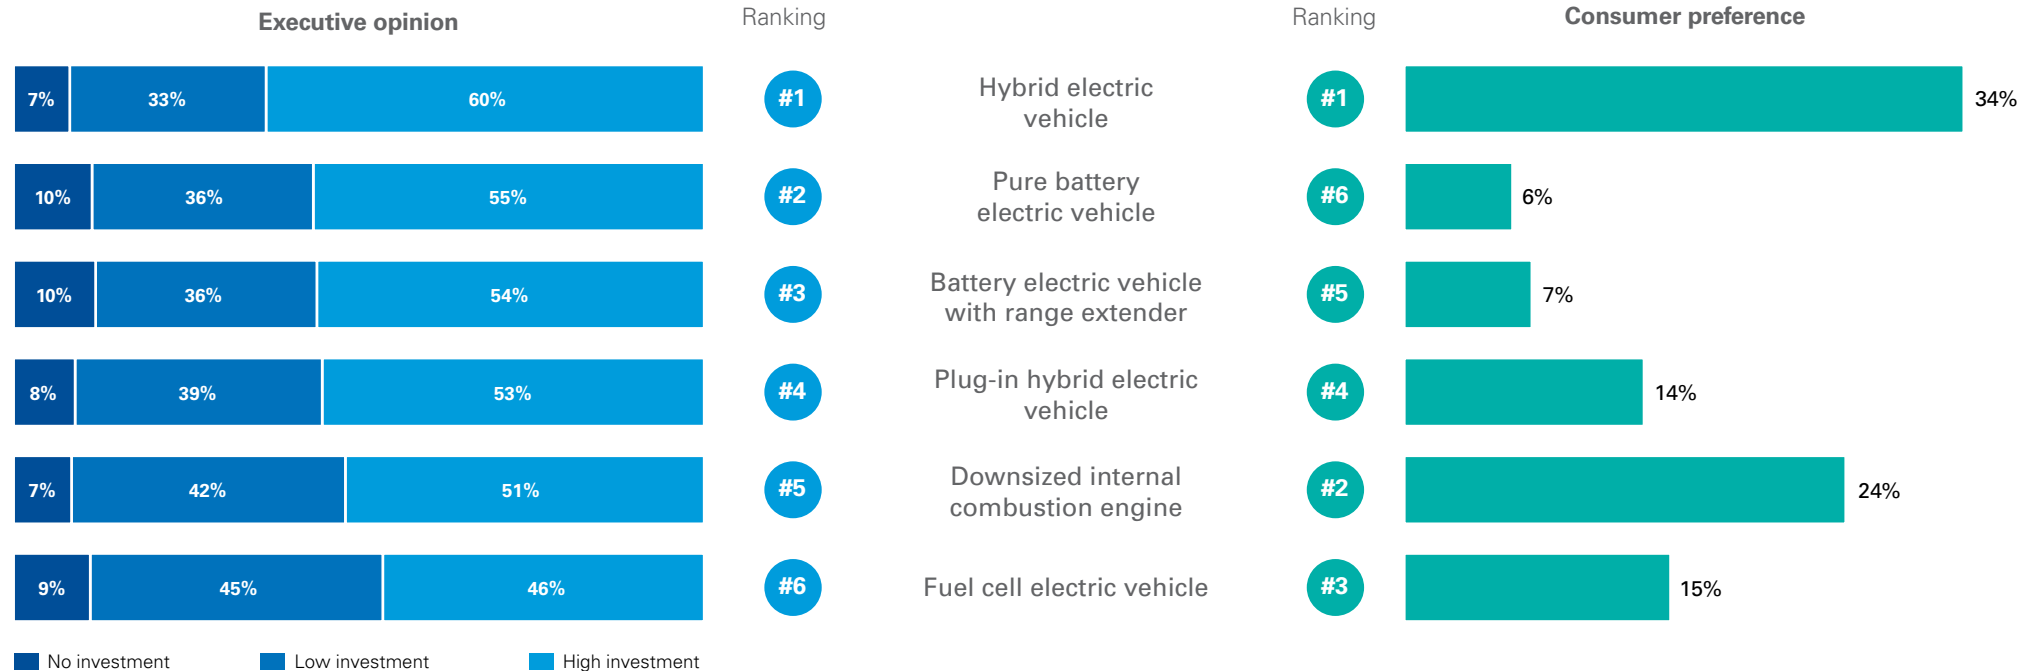 Executive opinion
Ranking
Ranking
Consumer preference
7%
33%
60%
#1
Hybrid electric
vehicle
#1
34%
10%
36%
55%
#2
Pure battery
electric vehicle
#6
6%
10%
36%
54%
#3
Battery electric vehicle
with range extender
#5
7%
8%
39%
53%
#4
Plug-in hybrid electric
vehicle
#4
14%
7%
42%
51%
#5
Downsized internal
combustion engine
#2
24%
9%
45%
46%
#6
Fuel cell electric vehicle
#3
15%
No investment
Low investment
High investment